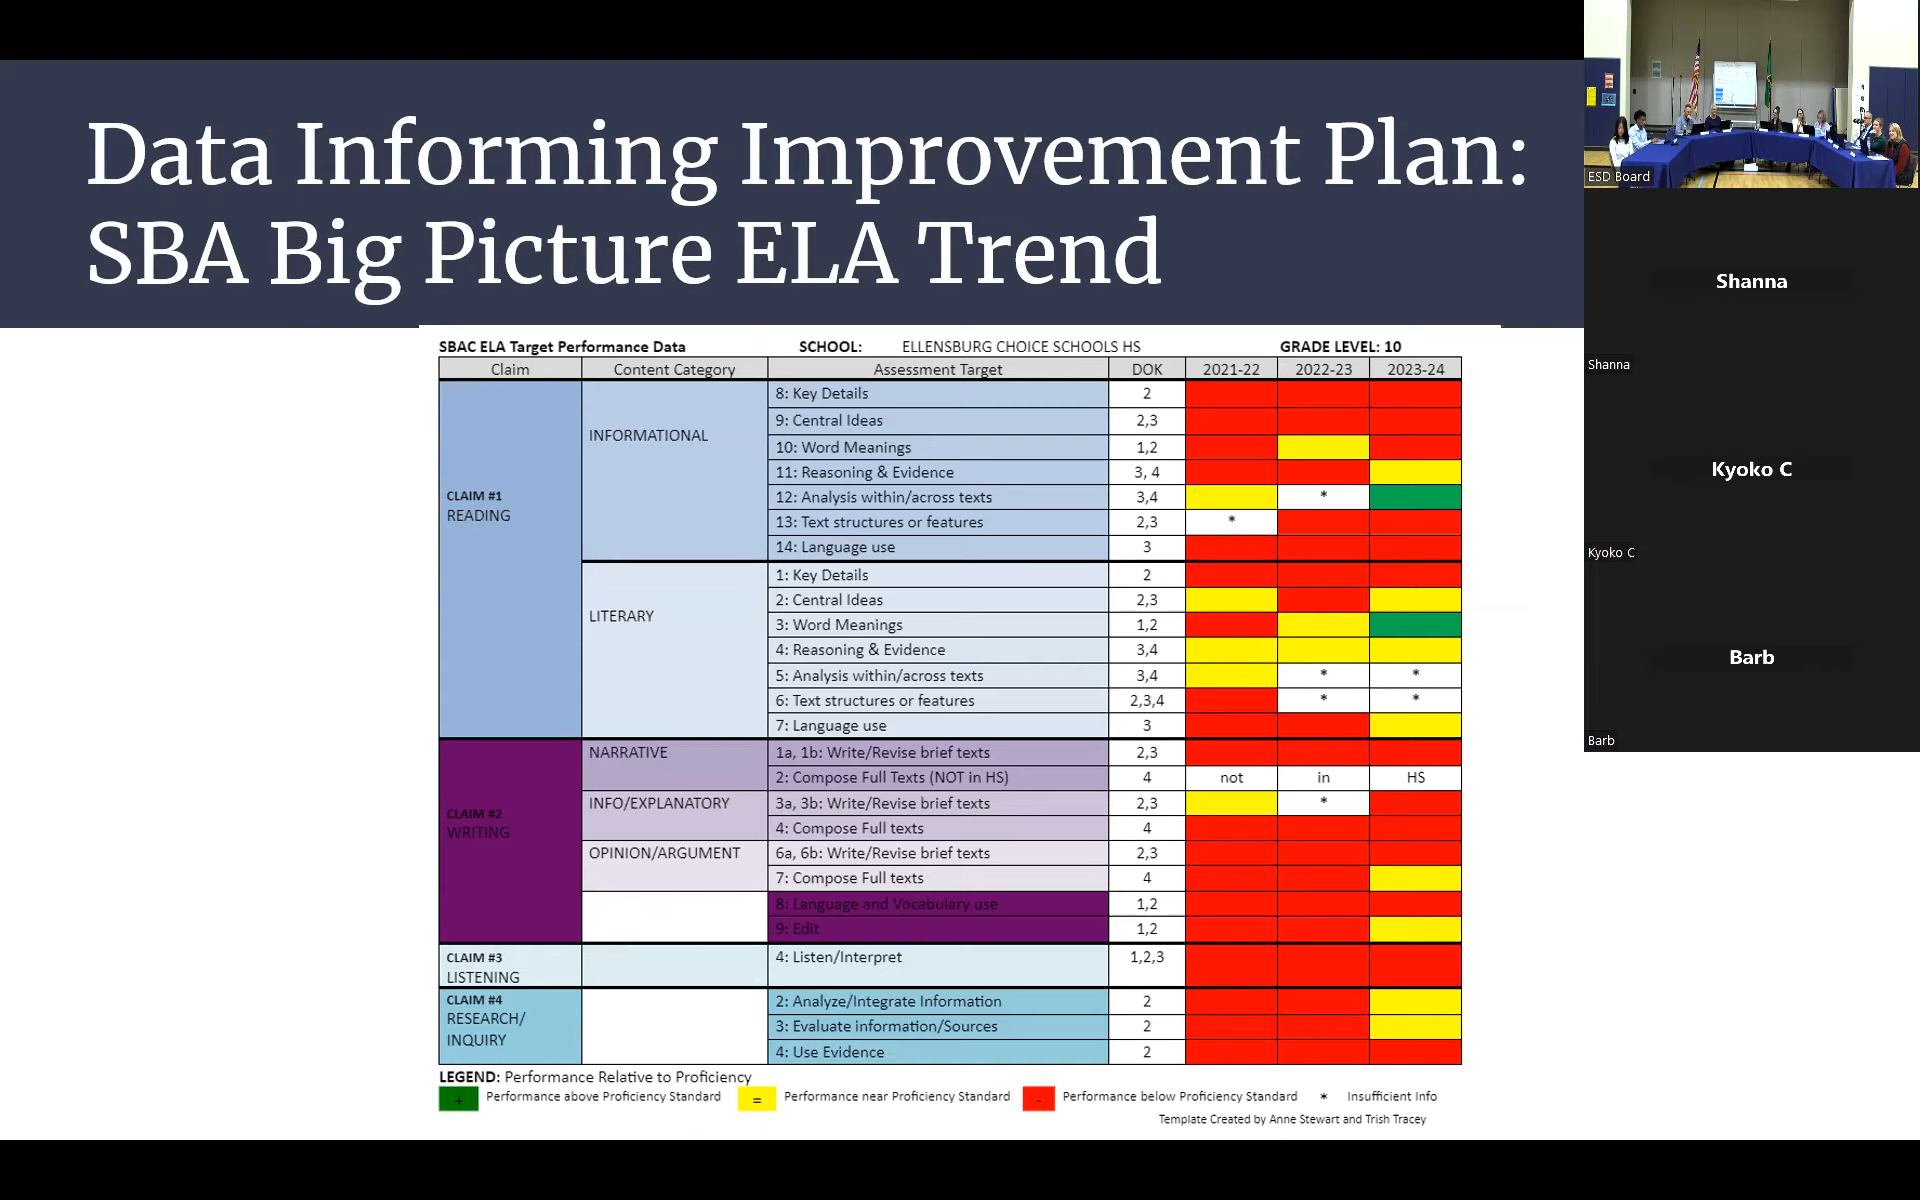 Data Informing Improvement Plan:
SBA Big Picture ELA Trend
SBAC ELA Target Performance Data SCHOOL: ELLENSBURG CHOICE SCHOOLS HS GRADE LEVEL: 10
Claim Content Category Assessment Target DOK 2021-22 2022-23 2023-24
CLAIM #1
READING
INFORMATIONAL
8: Key Details 2
9: Central Ideas 2,3
10: Word Meanings 1,2
11: Reasoning & Evidence 3, 4
12: Analysis within/across texts 3,4 *
13: Text structures or features 2,3 *
14: Language use 3
LITERARY
1: Key Details 2
2: Central Ideas 2,3
3: Word Meanings 1,2
4: Reasoning & Evidence 3,4
5: Analysis within/across texts 3,4 * *
6: Text structures or features 2,3,4 * *
7: Language use 3
CLAIM #2
WRITING
NARRATIVE 1a, 1b: Write/Revise brief texts 2,3
2: Compose Full Texts (NOT in HS) 4 not in HS
INFO/EXPLANATORY 3a, 3b: Write/Revise brief texts 2,3 *
4: Compose Full texts 4
OPINION/ARGUMENT 6a, 6b: Write/Revise brief texts 2,3
7: Compose Full texts 4
8: Language and Vocabulary use 1,2
9: Edit 1,2
CLAIM #3
LISTENING
4: Listen/Interpret 1,2,3
CLAIM #4
RESEARCH/
INQUIRY
2: Analyze/Integrate Information 2
3: Evaluate information/Sources 2
4: Use Evidence 2
LEGEND: Performance Relative to Proficiency
+ Performance above Proficiency Standard = Performance near Proficiency Standard - Performance below Proficiency Standard * Insufficient Info
Template Created by Anne Stewart and Trish Tracey
ESD Board
Shanna
Shanna
Kyoko C
Kyoko C
Barb
Barb